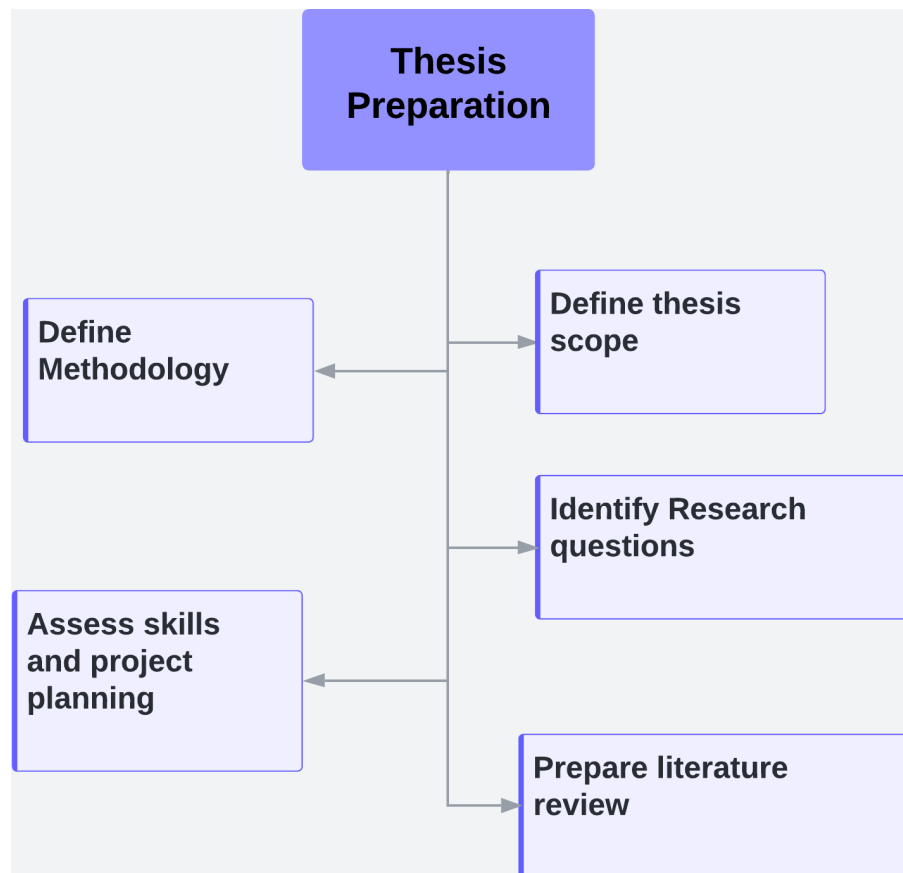 Thesis
Preparation
Define thesis
scope
Define
Methodology
Identify Research
questions
Assess skills
and project
planning
Prepare literature
review